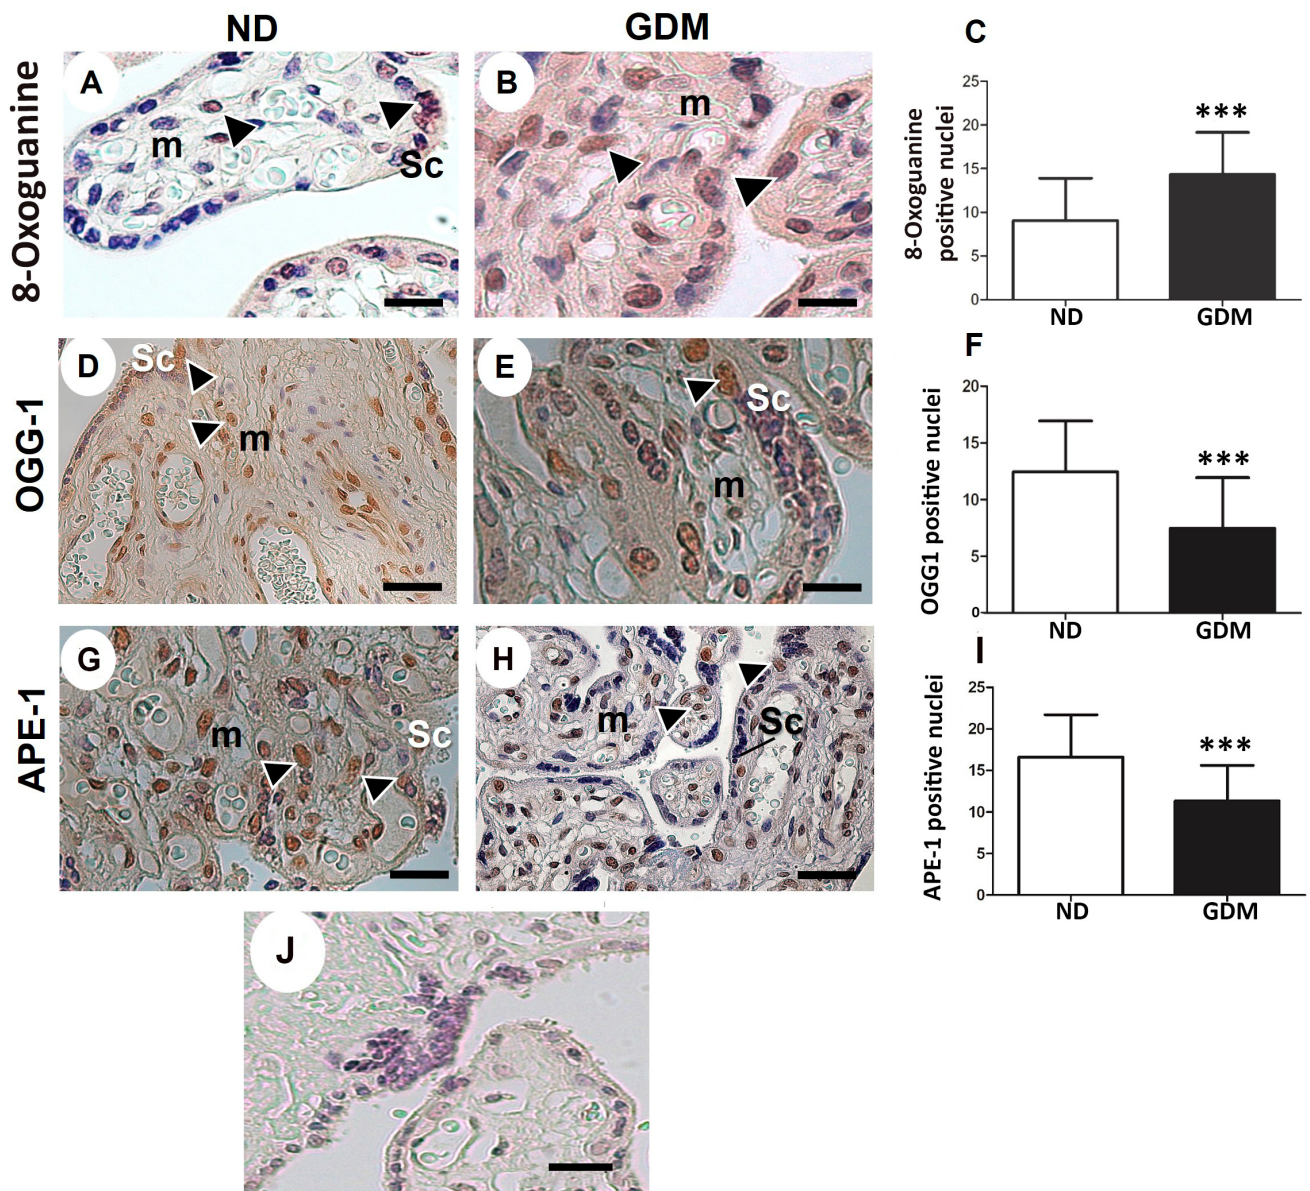 ND
GDM
8-Oxoguanine
A
m
Sc
B
m
C
8-Oxoguanine
positive nuclei
25
20
15
10
5
0
***
ND
GDM
OGG-1
D
Sc
m
E
Sc
m
F
OGG1 positive nuclei
20
15
10
5
0
***
ND
GDM
APE-1
G
m
Sc
H
m
Sc
I
APE-1 positive nuclei
25
20
15
10
5
0
***
ND
GDM
J